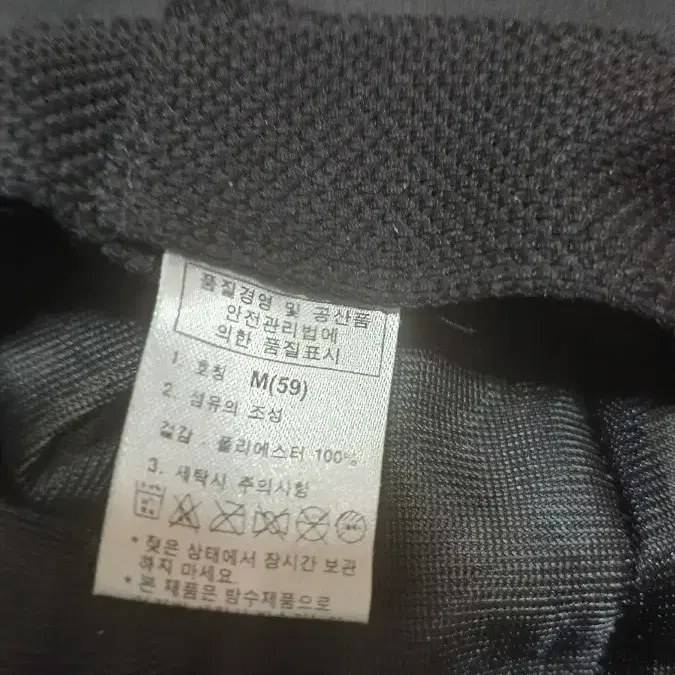 품질경영 및 공산품
안전관리법에
의한 품질표시
1. 호칭 M(59)
2. 섬유의 조성
겉감 . 폴리에스터 100%
3. 세탁시 주의사항
* 젖은 상태에서 장시간 보관
하지 마세요
* 본 제품은 방수제품으로